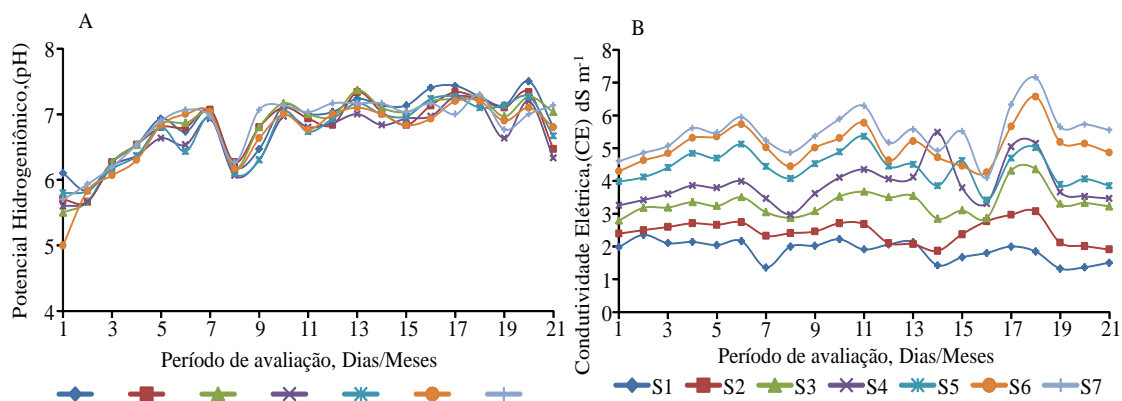 A
Potencial Hidrogeniônico,(pH)
8
7
6
5
4
1 3 5 7 9 11 13 15 17 19 21
Período de avaliação, Dias/Meses
B
Condutividade Elétrica,(CE) dS m⁻¹
8
7
6
5
4
3
2
1
0
1 3 5 7 9 11 13 15 17 19 21
Período de avaliação, Dias/Meses
S1 S2 S3 S4 S5 S6 S7